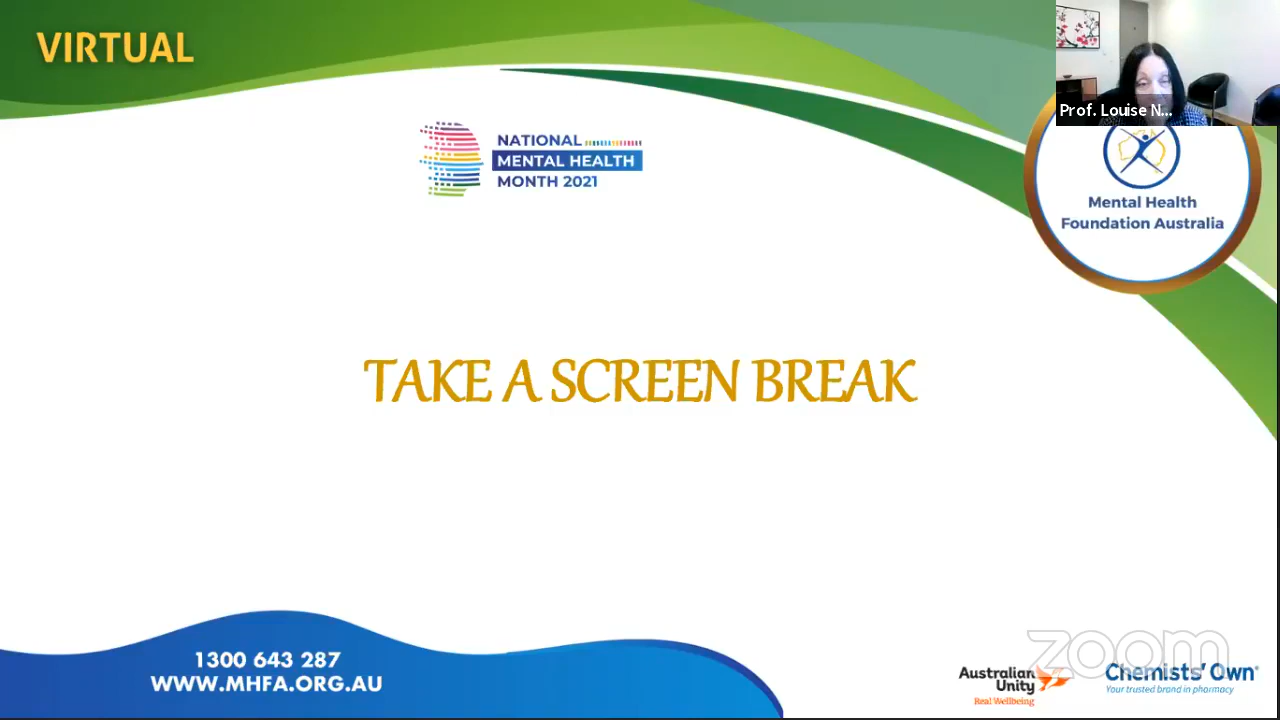 VIRTUAL
Prof. Louise N...
NATIONAL
MENTAL HEALTH
MONTH 2021
Mental Health
Foundation Australia
TAKE A SCREEN BREAK
1300 643 287
WWW.MHFA.ORG.AU
zoom
Australian
Unity
Real Wellbeing
Chemists' Own
Your trusted brand in pharmacy